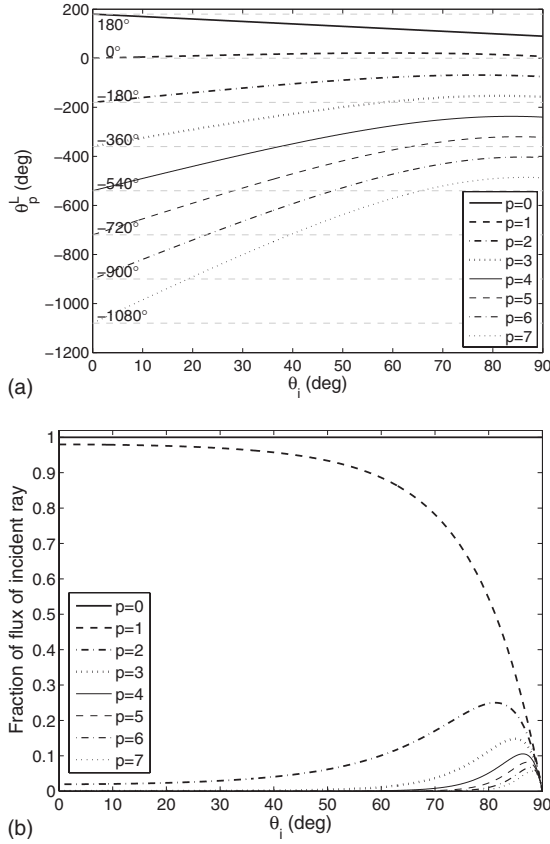 200
0
−200
−400
−600
−800
−1000
−1200
θ_p^L (deg)
180°
0°
−180°
−360°
−540°
−720°
−900°
−1080°
p=0
p=1
p=2
p=3
p=4
p=5
p=6
p=7
0 10 20 30 40 50 60 70 80 90
θ_i (deg)
(a)
1
0.9
0.8
0.7
0.6
0.5
0.4
0.3
0.2
0.1
0
Fraction of flux of incident ray
p=0
p=1
p=2
p=3
p=4
p=5
p=6
p=7
0 10 20 30 40 50 60 70 80 90
θ_i (deg)
(b)